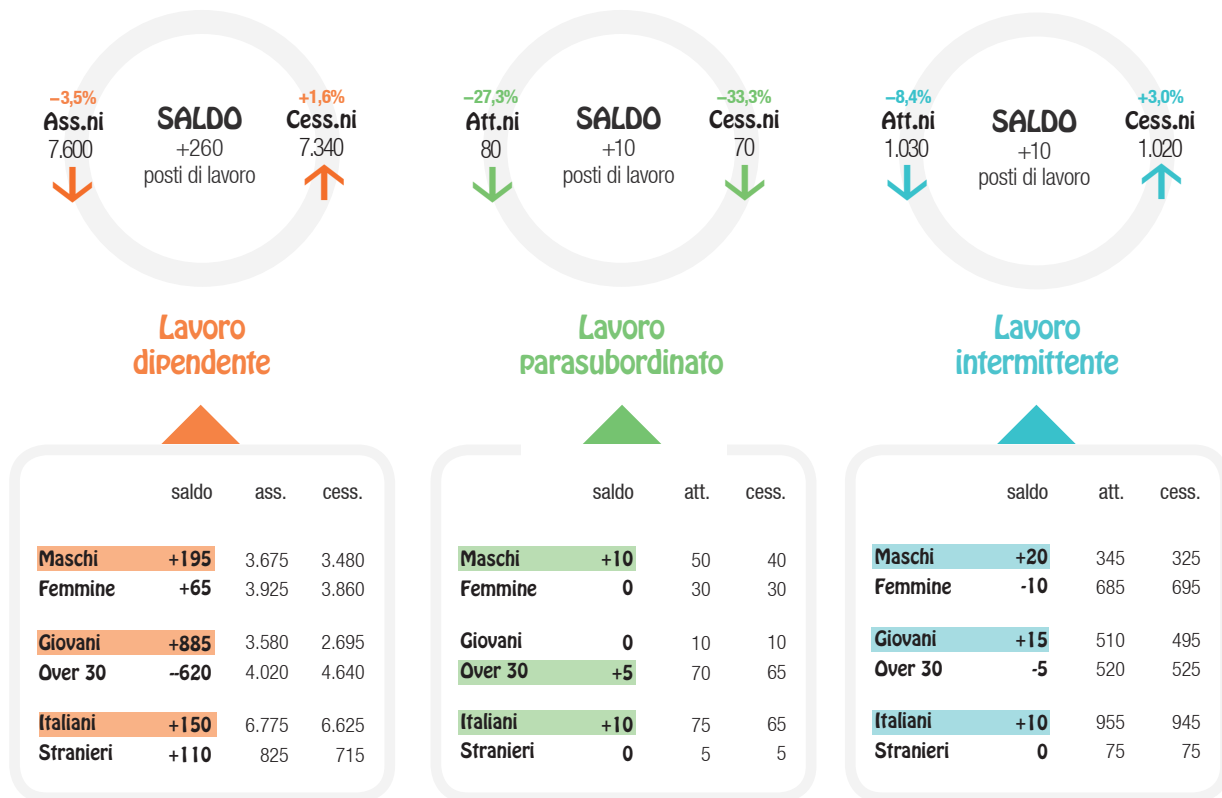 –3,5%
Ass.ni
7.600
SALDO
+260
posti di lavoro
+1,6%
Cess.ni
7.340
Lavoro
dipendente
–27,3%
Att.ni
80
SALDO
+10
posti di lavoro
–33,3%
Cess.ni
70
Lavoro
parasubordinato
–8,4%
Att.ni
1.030
SALDO
+10
posti di lavoro
+3,0%
Cess.ni
1.020
Lavoro
intermittente
saldo ass. cess.
Maschi +195 3.675 3.480
Femmine +65 3.925 3.860
Giovani +885 3.580 2.695
Over 30 --620 4.020 4.640
Italiani +150 6.775 6.625
Stranieri +110 825 715
saldo att. cess.
Maschi +10 50 40
Femmine 0 30 30
Giovani 0 10 10
Over 30 +5 70 65
Italiani +10 75 65
Stranieri 0 5 5
saldo att. cess.
Maschi +20 345 325
Femmine -10 685 695
Giovani +15 510 495
Over 30 -5 520 525
Italiani +10 955 945
Stranieri 0 75 75